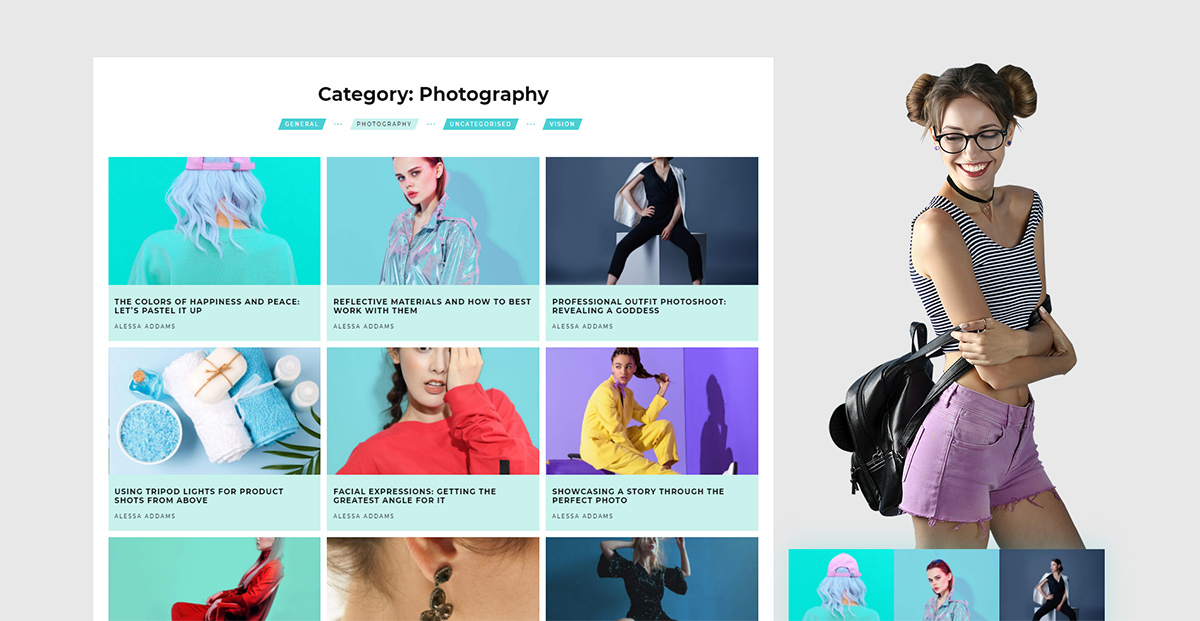 Category: Photography
GENERAL
PHOTOGRAPHY
UNCATEGORISED
VISION
THE COLORS OF HAPPINESS AND PEACE:
LET'S PASTEL IT UP
ALESSA ADDAMS
REFLECTIVE MATERIALS AND HOW TO BEST
WORK WITH THEM
ALESSA ADDAMS
PROFESSIONAL OUTFIT PHOTOSHOOT:
REVEALING A GODDESS
ALESSA ADDAMS
USING TRIPOD LIGHTS FOR PRODUCT
SHOTS FROM ABOVE
ALESSA ADDAMS
FACIAL EXPRESSIONS: GETTING THE
GREATEST ANGLE FOR IT
ALESSA ADDAMS
SHOWCASING A STORY THROUGH THE
PERFECT PHOTO
ALESSA ADDAMS